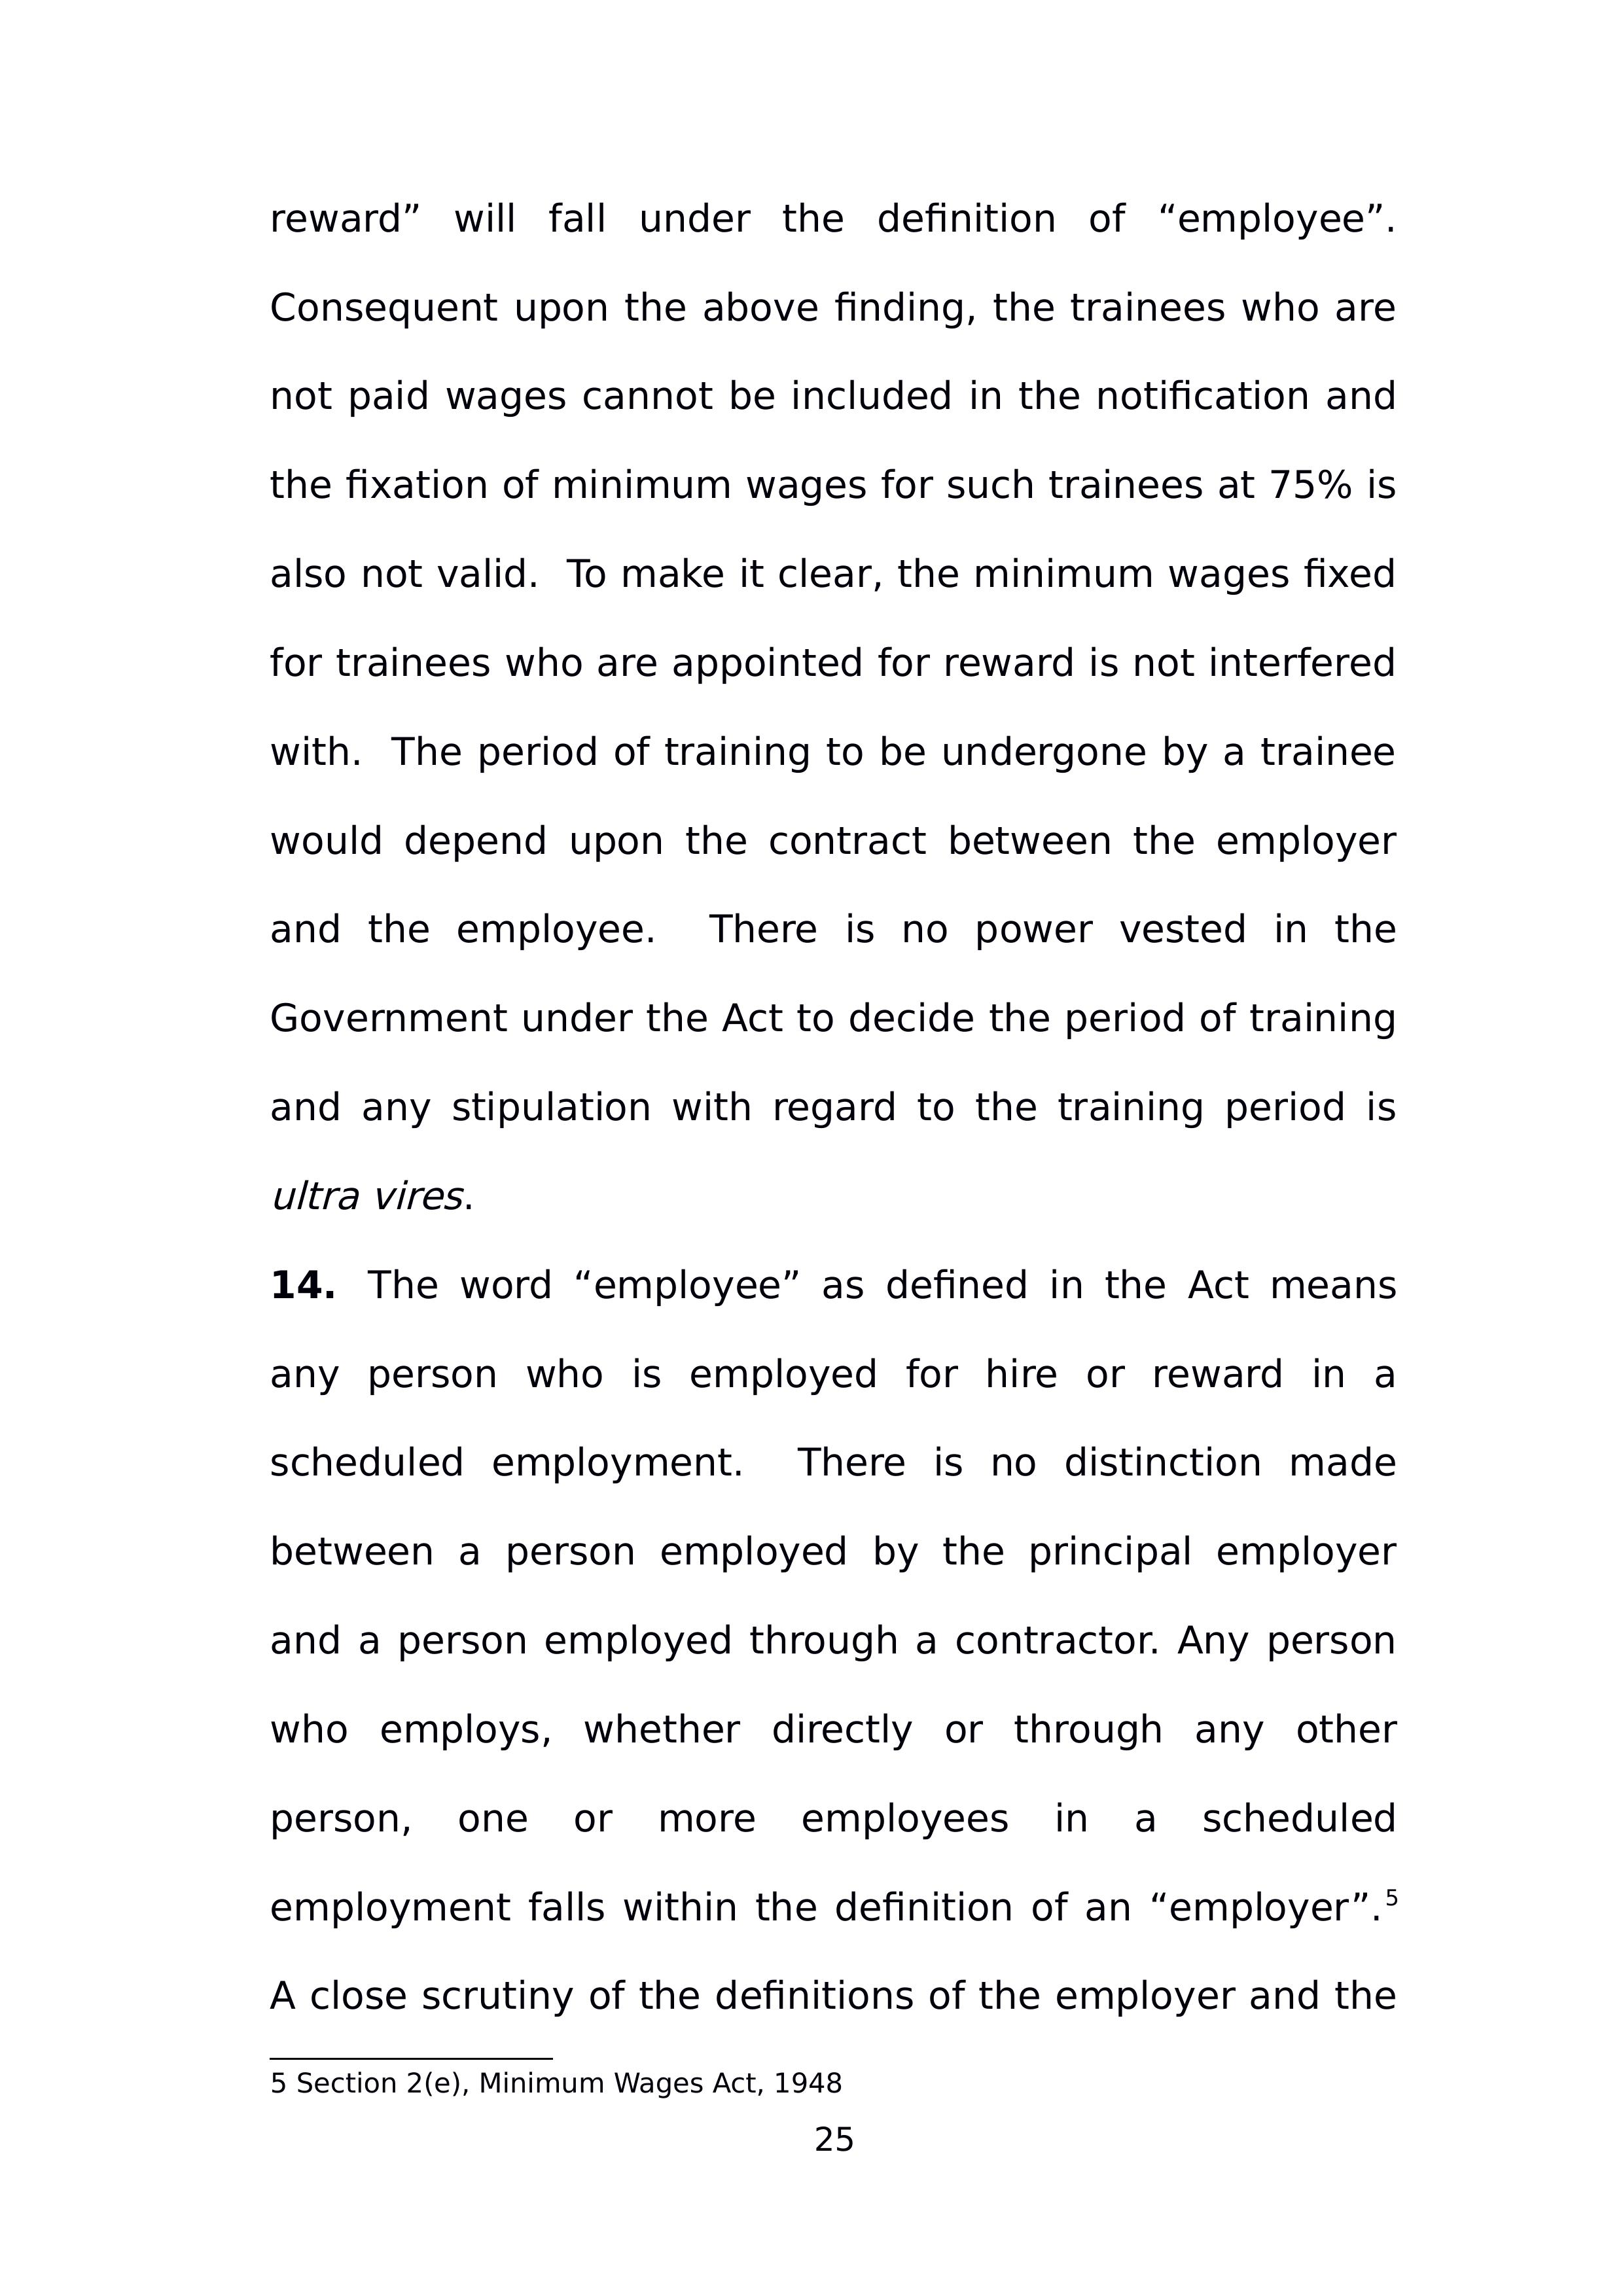 reward” will fall under the definition of “employee”.
Consequent upon the above finding, the trainees who are
not paid wages cannot be included in the notification and
the fixation of minimum wages for such trainees at 75% is
also not valid.  To make it clear, the minimum wages fixed
for trainees who are appointed for reward is not interfered
with.  The period of training to be undergone by a trainee
would depend upon the contract between the employer
and the employee.  There is no power vested in the
Government under the Act to decide the period of training
and any stipulation with regard to the training period is
ultra vires.
14.  The word “employee” as defined in the Act means
any person who is employed for hire or reward in a
scheduled employment.  There is no distinction made
between a person employed by the principal employer
and a person employed through a contractor. Any person
who employs, whether directly or through any other
person, one or more employees in a scheduled
employment falls within the definition of an “employer”.5
A close scrutiny of the definitions of the employer and the
5 Section 2(e), Minimum Wages Act, 1948
25